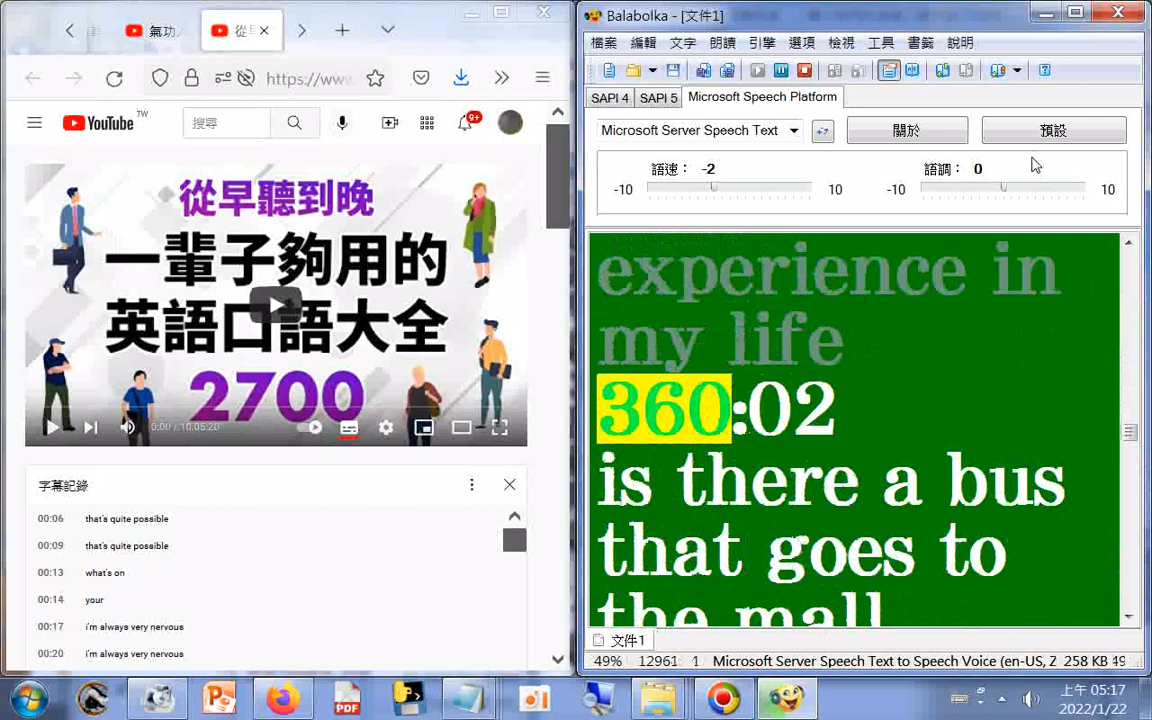 氣功
從
https://www
YouTube TW
搜尋
9+
從早聽到晚
一輩子夠用的
英語口語大全
2700
0:00 / 10:05:20
字幕記錄
00:06 that's quite possible
00:09 that's quite possible
00:13 what's on
00:14 your
00:17 i'm always very nervous
00:20 i'm always very nervous
Balabolka - [文件1]
檔案 編輯 文字 朗讀 引擎 選項 檢視 工具 書籤 說明
SAPI 4 SAPI 5 Microsoft Speech Platform
Microsoft Server Speech Text 關於 預設
語速： -2 語調： 0
-10 10 -10 10
experience in
my life
360:02
is there a bus
that goes to
the mall
文件1
49% 12961: 1 Microsoft Server Speech Text to Speech Voice (en-US, Z 258 KB 49
PDF
上午 05:17
2022/1/22